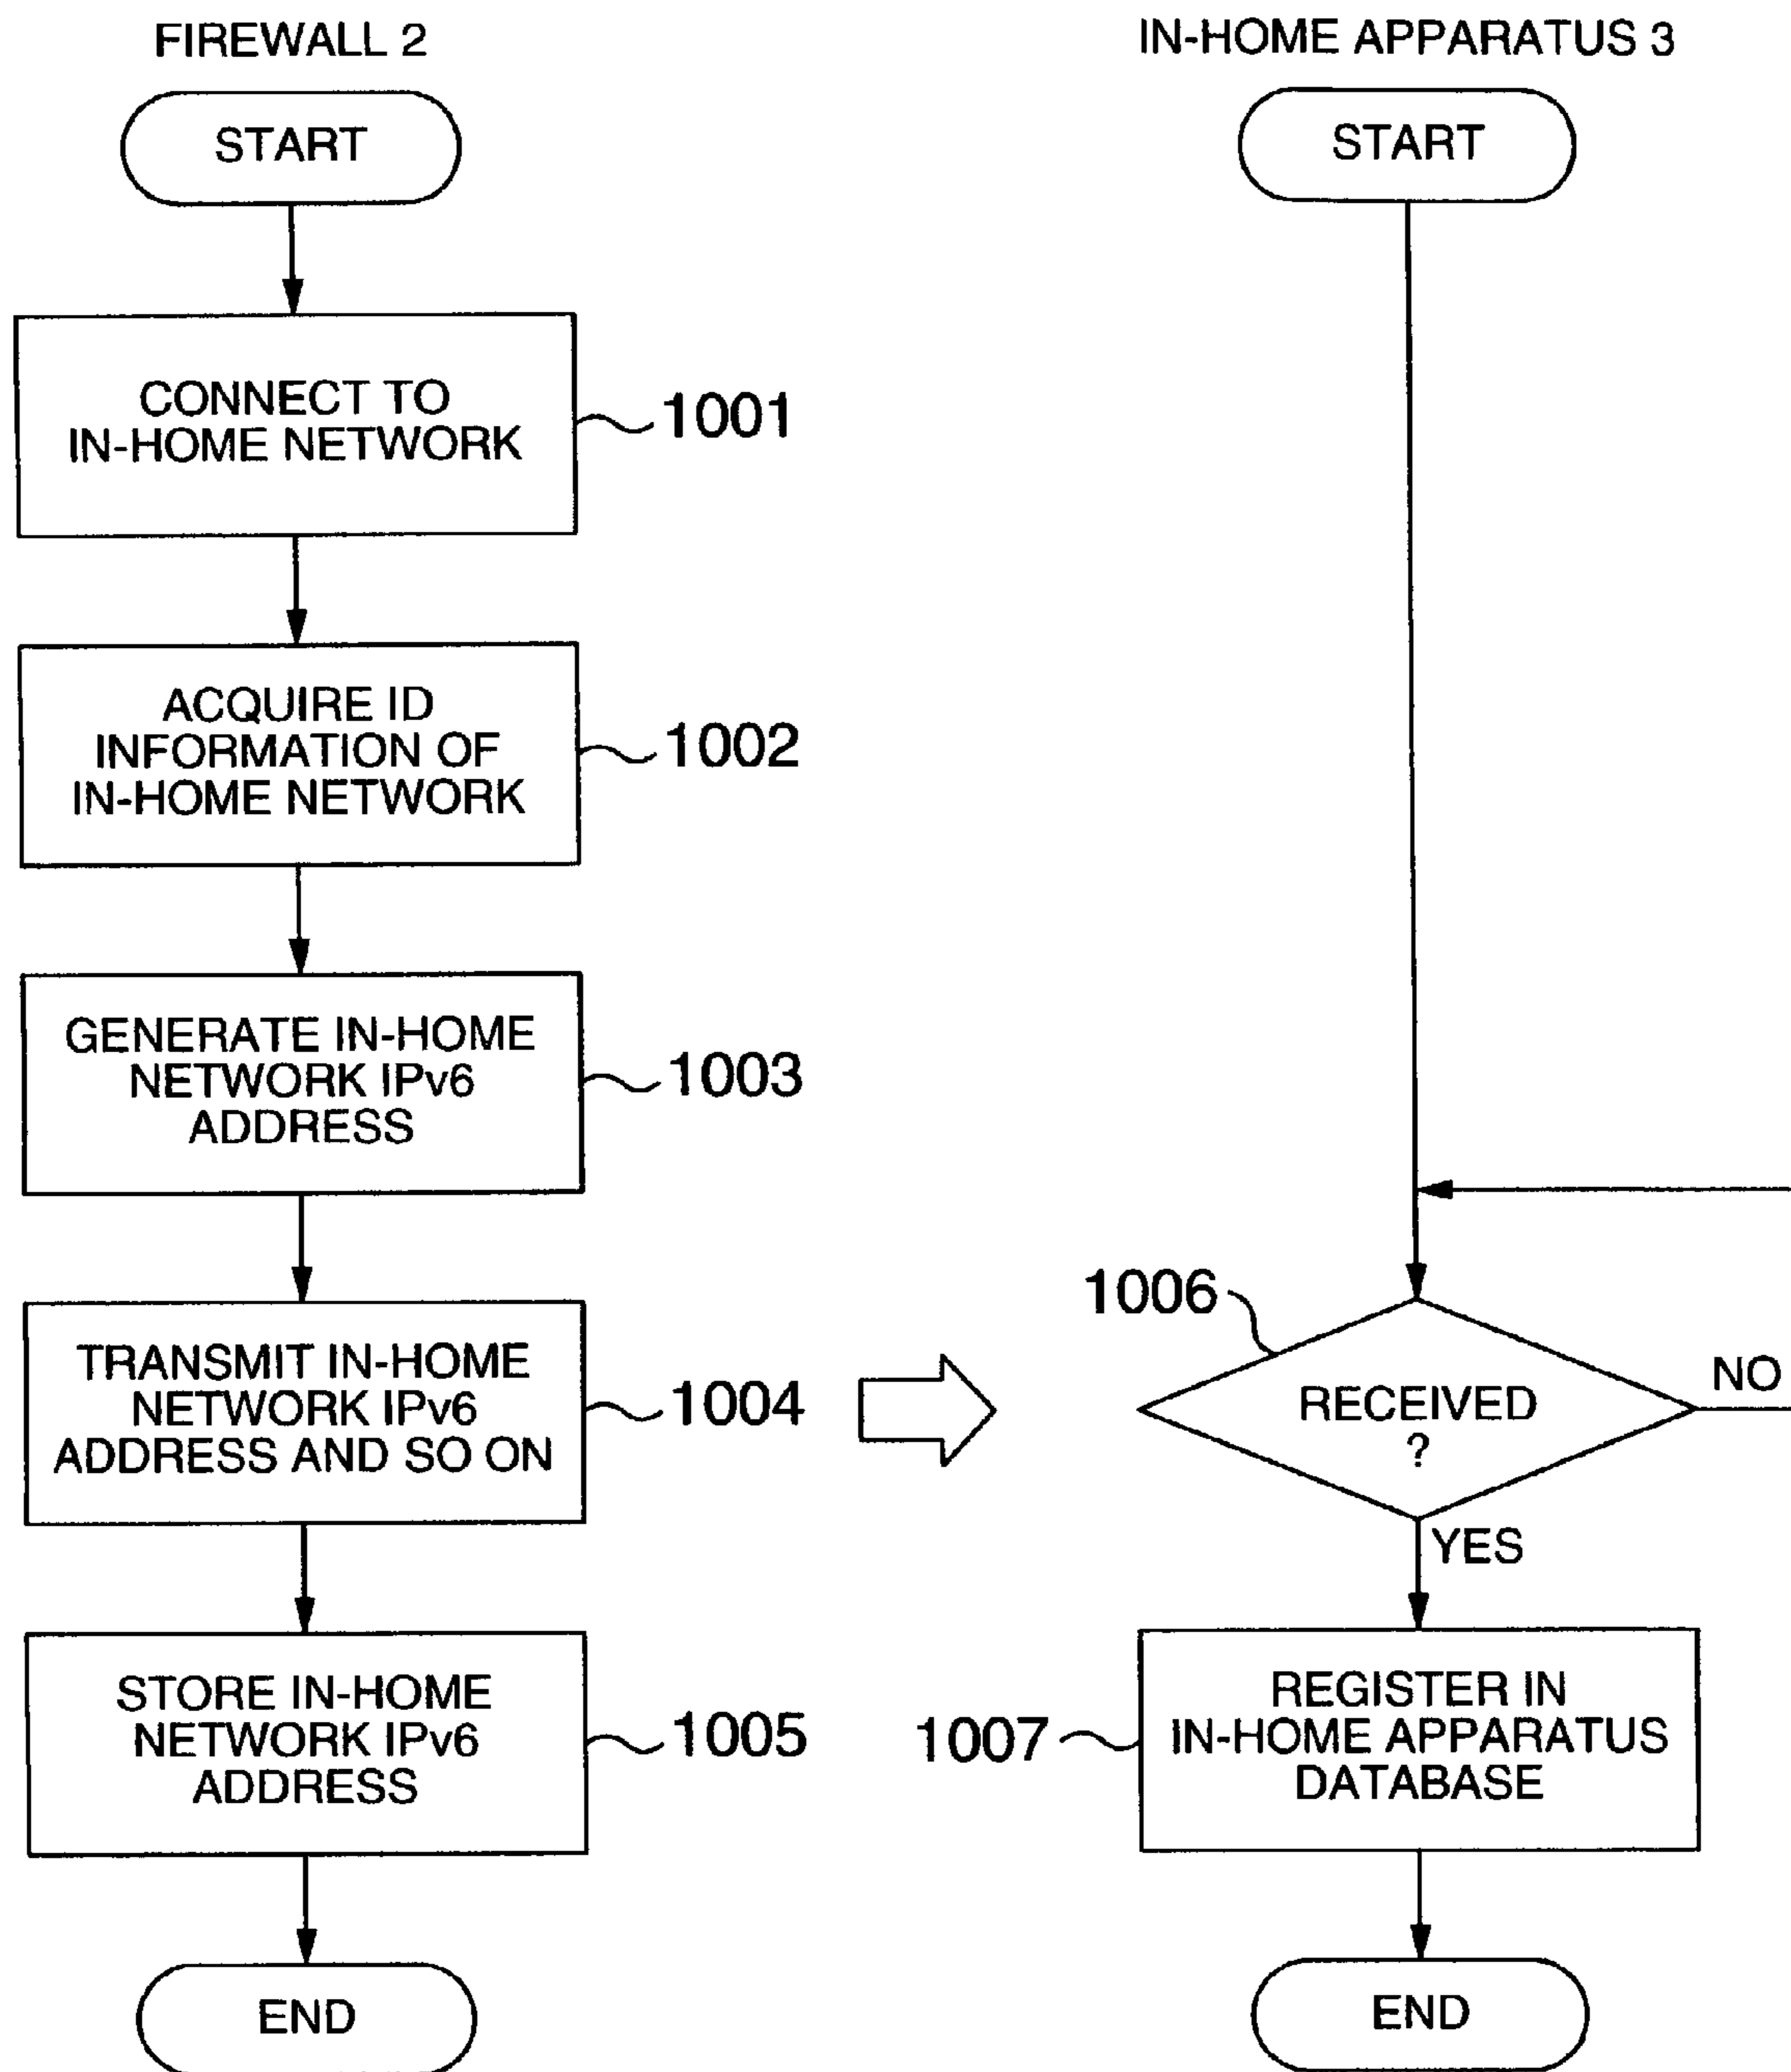 FIREWALL 2
START
CONNECT TO
IN-HOME NETWORK
1001
ACQUIRE ID
INFORMATION OF
IN-HOME NETWORK
1002
GENERATE IN-HOME
NETWORK IPv6
ADDRESS
1003
TRANSMIT IN-HOME
NETWORK IPv6
ADDRESS AND SO ON
1004
STORE IN-HOME
NETWORK IPv6
ADDRESS
1005
END
IN-HOME APPARATUS 3
START
1006
RECEIVED
?
NO
YES
REGISTER IN
IN-HOME APPARATUS
DATABASE
1007
END